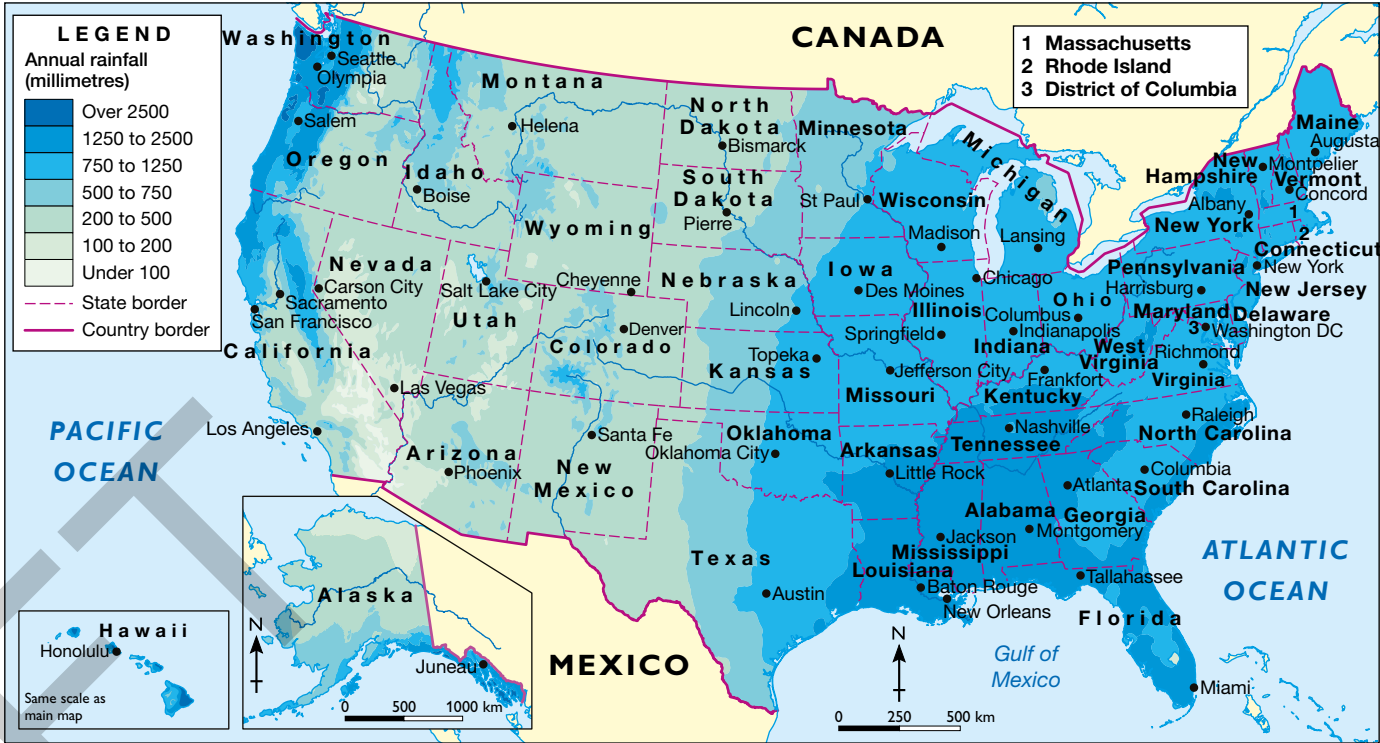 LEGEND
Annual rainfall
(millimetres)
Over 2500
1250 to 2500
750 to 1250
500 to 750
200 to 500
100 to 200
Under 100
State border
Country border
CANADA
1 Massachusetts
2 Rhode Island
3 District of Columbia
Washington
Seattle
Olympia
Salem
Oregon
Idaho
Boise
Montana
Helena
North
Dakota
Bismarck
South
Dakota
Pierre
Minnesota
St Paul
Wisconsin
Madison
Michigan
Lansing
Maine
Augusta
New
Hampshire
Montpelier
Vermont
Concord
Albany
1
2
New York
Connecticut
New York
Pennsylvania
Harrisburg
New Jersey
Maryland
Delaware
3
Washington DC
Wyoming
Cheyenne
Nebraska
Lincoln
Iowa
Des Moines
Chicago
Illinois
Springfield
Ohio
Columbus
Indianapolis
Indiana
West
Virginia
Richmond
Virginia
Nevada
Carson City
Sacramento
San Francisco
California
Salt Lake City
Utah
Denver
Colorado
Topeka
Kansas
Jefferson City
Missouri
Frankfort
Kentucky
Las Vegas
Los Angeles
PACIFIC
OCEAN
Arizona
Phoenix
Santa Fe
New
Mexico
Oklahoma
Oklahoma City
Arkansas
Little Rock
Nashville
Tennessee
Raleigh
North Carolina
Columbia
South Carolina
Atlanta
Alabama
Georgia
Montgomery
Jackson
Mississippi
Louisiana
Baton Rouge
New Orleans
Texas
Austin
Tallahassee
Florida
Miami
ATLANTIC
OCEAN
Gulf of
Mexico
MEXICO
Alaska
Juneau
N
0 500 1000 km
Hawaii
Honolulu
Same scale as
main map
N
0 250 500 km